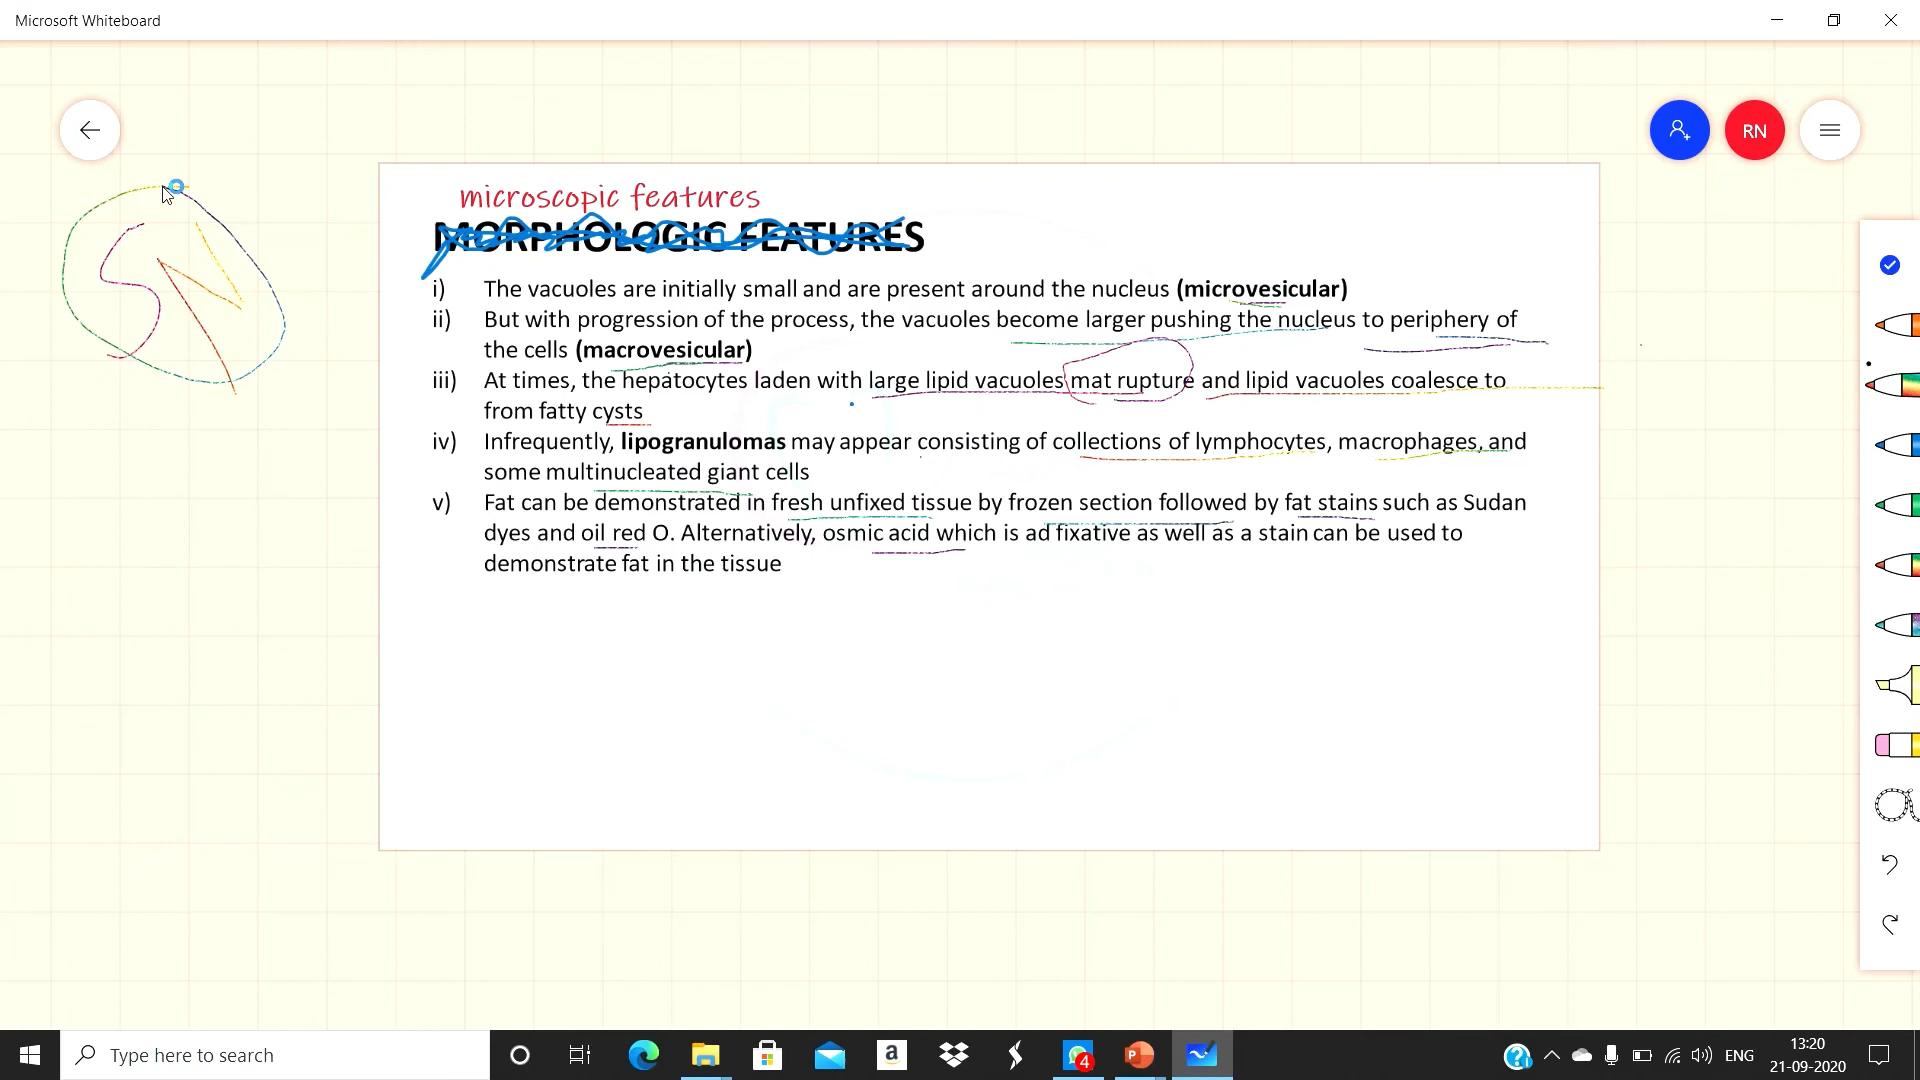 Microsoft Whiteboard
RN
microscopic features
MORPHOLOGIC FEATURES
i) The vacuoles are initially small and are present around the nucleus (microvesicular)
ii) But with progression of the process, the vacuoles become larger pushing the nucleus to periphery of
the cells (macrovesicular)
iii) At times, the hepatocytes laden with large lipid vacuoles mat rupture and lipid vacuoles coalesce to
from fatty cysts
iv) Infrequently, lipogranulomas may appear consisting of collections of lymphocytes, macrophages, and
some multinucleated giant cells
v) Fat can be demonstrated in fresh unfixed tissue by frozen section followed by fat stains such as Sudan
dyes and oil red O. Alternatively, osmic acid which is ad fixative as well as a stain can be used to
demonstrate fat in the tissue
Type here to search
4
ENG
13:20
21-09-2020